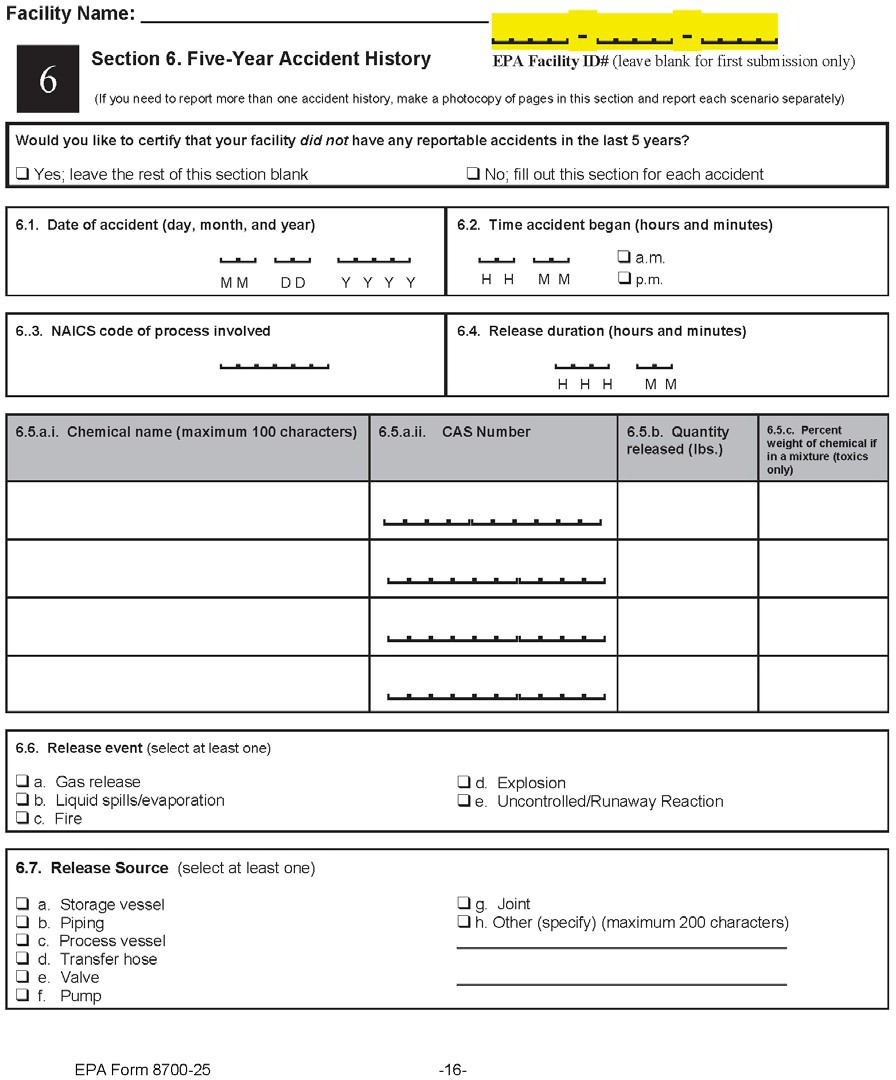 Facility Name:
EPA Facility ID# (leave blank for first submission only)
6
Section 6. Five-Year Accident History
(If you need to report more than one accident history, make a photocopy of pages in this section and report each scenario separately)
Would you like to certify that your facility did not have any reportable accidents in the last 5 years?
❏ Yes; leave the rest of this section blank
❏ No; fill out this section for each accident
6.1. Date of accident (day, month, and year)
M M D D Y Y Y Y
6.2. Time accident began (hours and minutes)
❏ a.m.
❏ p.m.
H H M M
6..3. NAICS code of process involved
6.4. Release duration (hours and minutes)
H H H M M
6.5.a.i. Chemical name (maximum 100 characters)
6.5.a.ii. CAS Number
6.5.b. Quantity
released (lbs.)
6.5.c. Percent
weight of chemical if
in a mixture (toxics
only)
6.6. Release event (select at least one)
❏ a. Gas release
❏ b. Liquid spills/evaporation
❏ c. Fire
❏ d. Explosion
❏ e. Uncontrolled/Runaway Reaction
6.7. Release Source (select at least one)
❏ a. Storage vessel
❏ b. Piping
❏ c. Process vessel
❏ d. Transfer hose
❏ e. Valve
❏ f. Pump
❏ g. Joint
❏ h. Other (specify) (maximum 200 characters)
EPA Form 8700-25
-16-